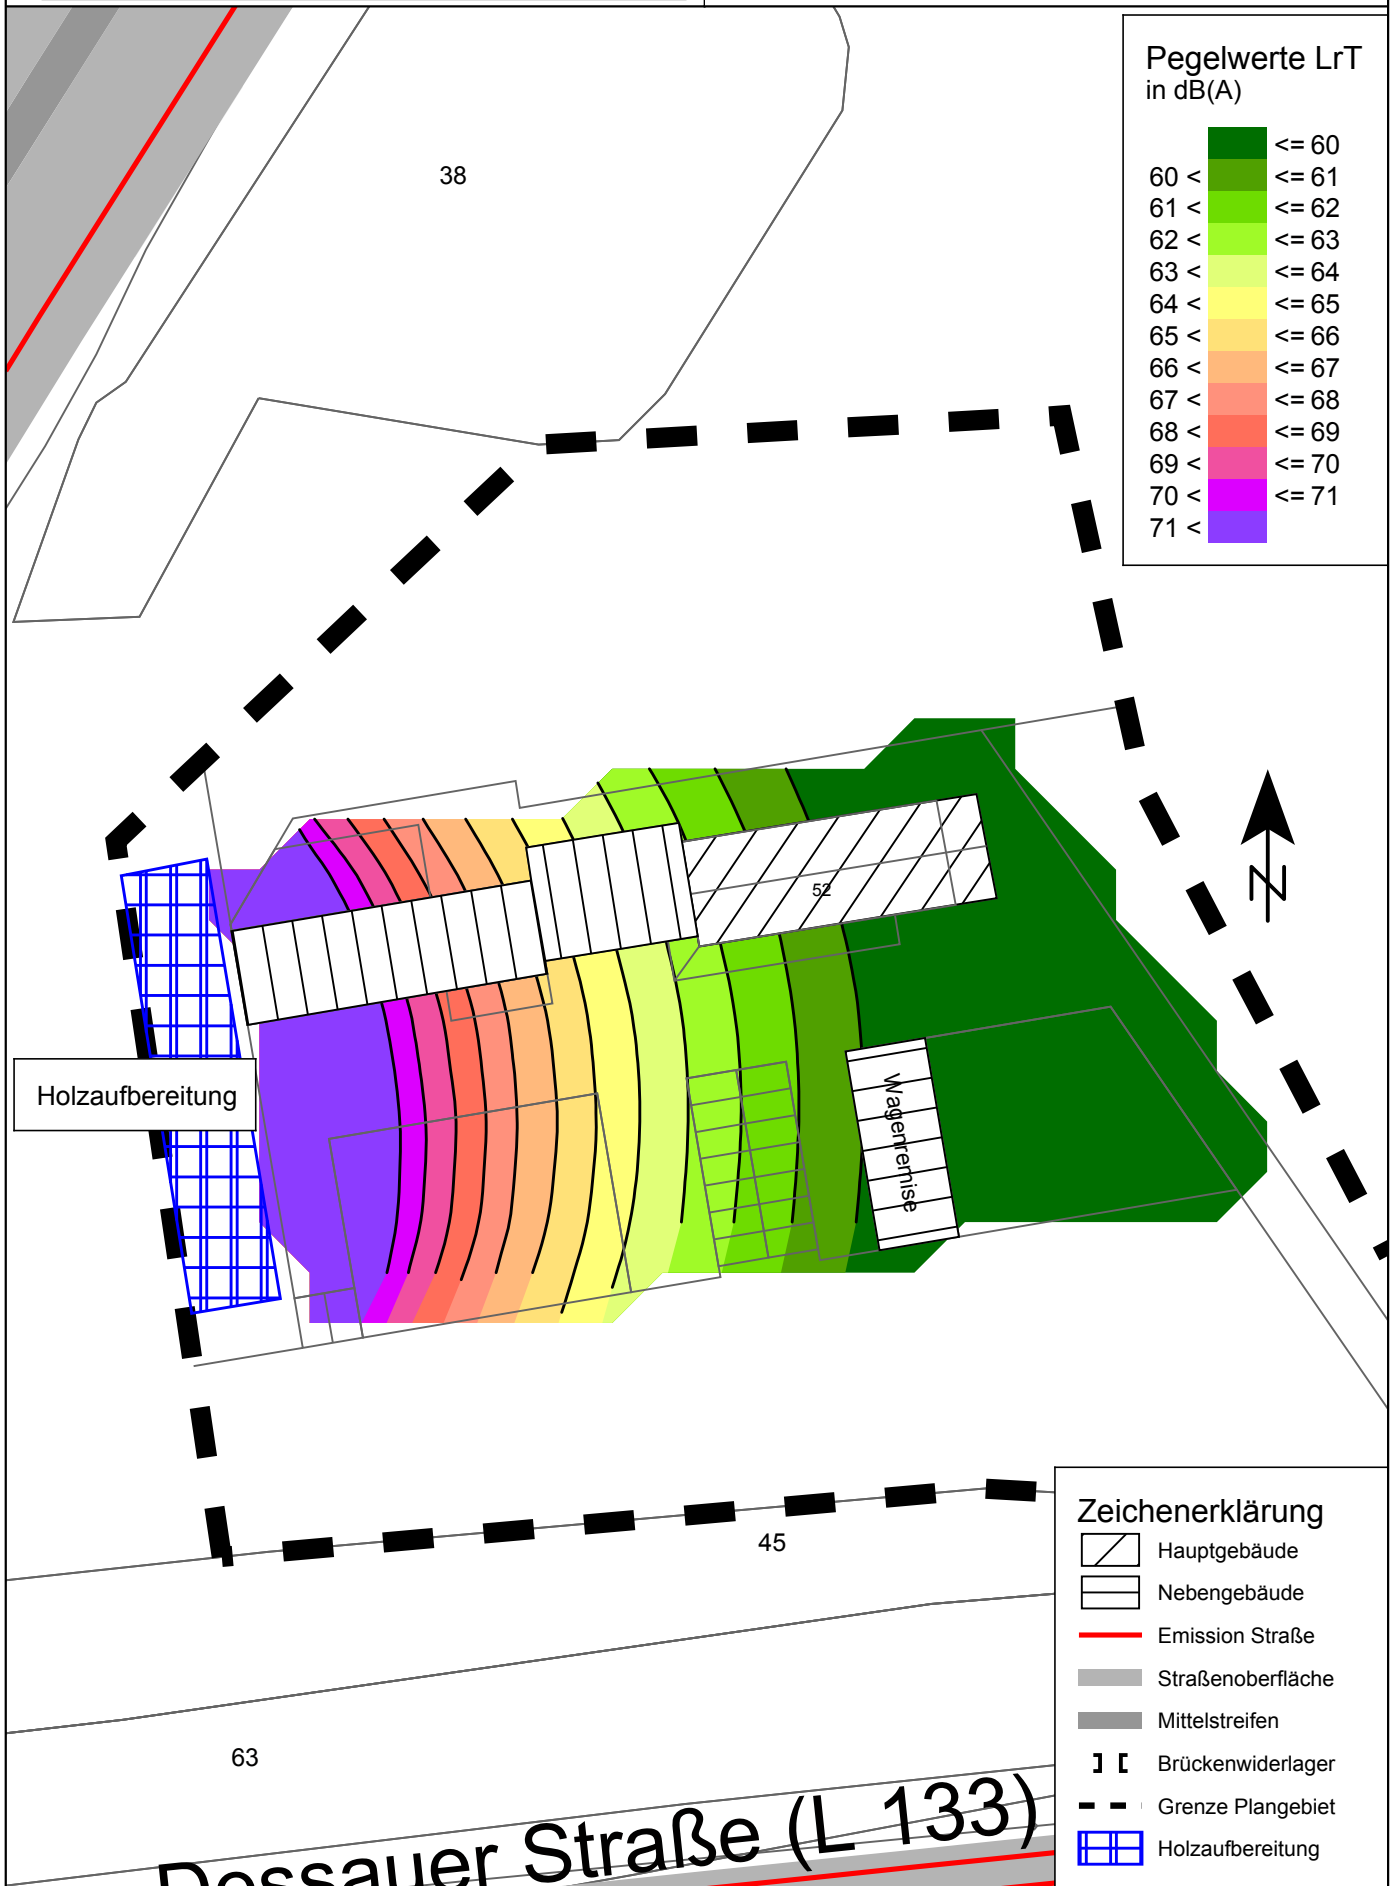 Pegelwerte LrT
in dB(A)
<= 60
60 < <= 61
61 < <= 62
62 < <= 63
63 < <= 64
64 < <= 65
65 < <= 66
66 < <= 67
67 < <= 68
68 < <= 69
69 < <= 70
70 < <= 71
71 <
38
52
N
Holzaufbereitung
Wagenremise
45
63
Dessauer Straße (L 133)
Zeichenerklärung
Hauptgebäude
Nebengebäude
Emission Straße
Straßenoberfläche
Mittelstreifen
Brückenwiderlager
Grenze Plangebiet
Holzaufbereitung